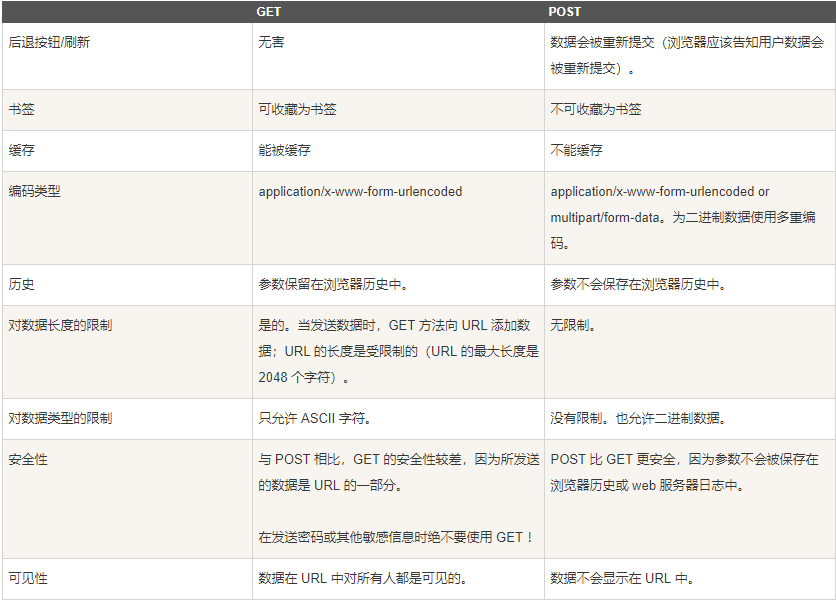 GET POST
后退按钮/刷新 无害 数据会被重新提交（浏览器应该告知用户数据会
被重新提交）。
书签 可收藏为书签 不可收藏为书签
缓存 能被缓存 不能缓存
编码类型 application/x-www-form-urlencoded application/x-www-form-urlencoded or
multipart/form-data。为二进制数据使用多重编
码。
历史 参数保留在浏览器历史中。 参数不会保存在浏览器历史中。
对数据长度的限制 是的。当发送数据时，GET 方法向 URL 添加数 无限制。
据；URL 的长度是受限制的（URL 的最大长度是
2048 个字符）。
对数据类型的限制 只允许 ASCII 字符。 没有限制。也允许二进制数据。
安全性 与 POST 相比，GET 的安全性较差，因为所发送 POST 比 GET 更安全，因为参数不会被保存在
的数据是 URL 的一部分。 浏览器历史或 web 服务器日志中。
在发送密码或其他敏感信息时绝不要使用 GET ！
可见性 数据在 URL 中对所有人都是可见的。 数据不会显示在 URL 中。